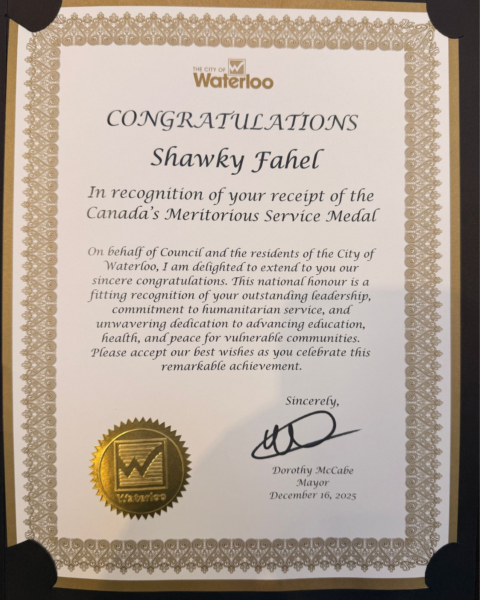 THE CITY OF
Waterloo
CONGRATULATIONS
Shawky Fahel
In recognition of your receipt of the
Canada's Meritorious Service Medal
On behalf of Council and the residents of the City of
Waterloo, I am delighted to extend to you our
sincere congratulations. This national honour is a
fitting recognition of your outstanding leadership,
commitment to humanitarian service, and
unwavering dedication to advancing education,
health, and peace for vulnerable communities.
Please accept our best wishes as you celebrate this
remarkable achievement.
Sincerely,
Dorothy McCabe
Mayor
December 16, 2025
Waterloo